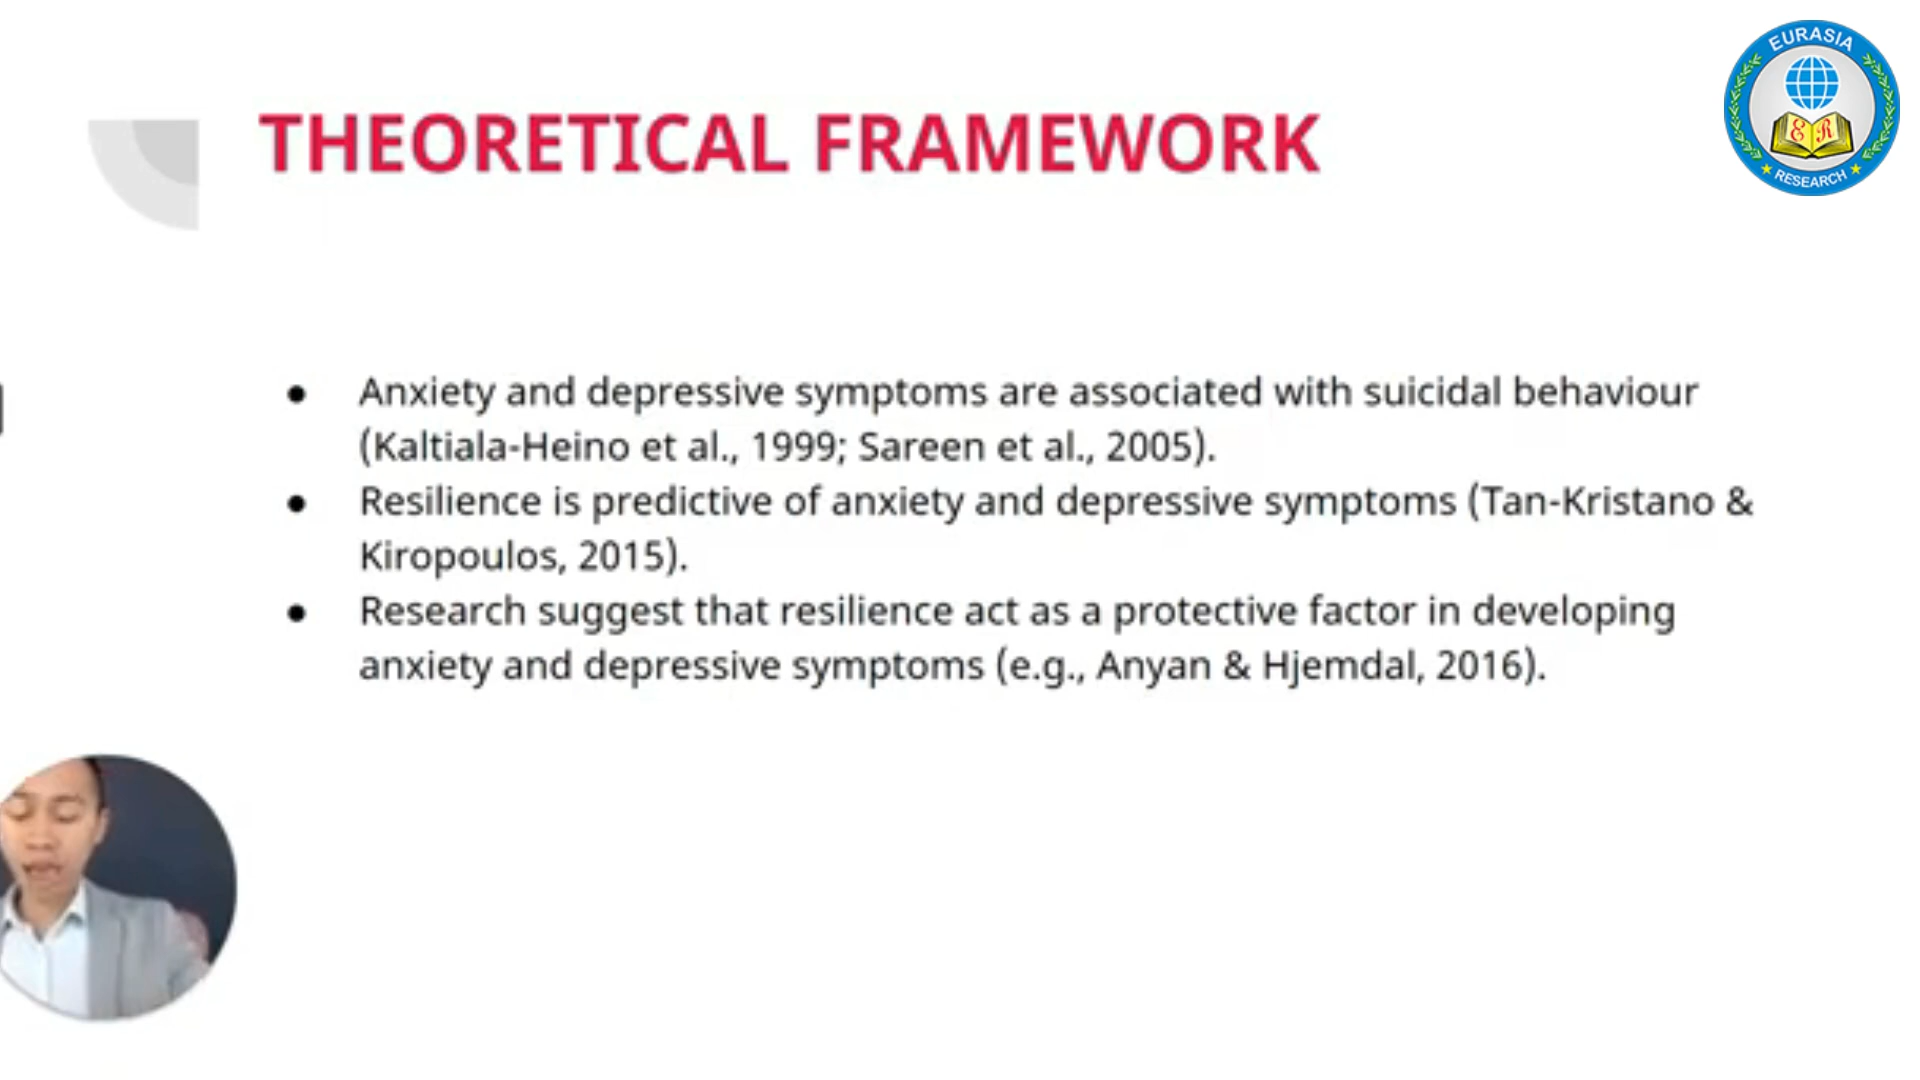 EURASIA
RESEARCH
THEORETICAL FRAMEWORK
● Anxiety and depressive symptoms are associated with suicidal behaviour
(Kaltiala-Heino et al., 1999; Sareen et al., 2005).
● Resilience is predictive of anxiety and depressive symptoms (Tan-Kristano &
Kiropoulos, 2015).
● Research suggest that resilience act as a protective factor in developing
anxiety and depressive symptoms (e.g., Anyan & Hjemdal, 2016).